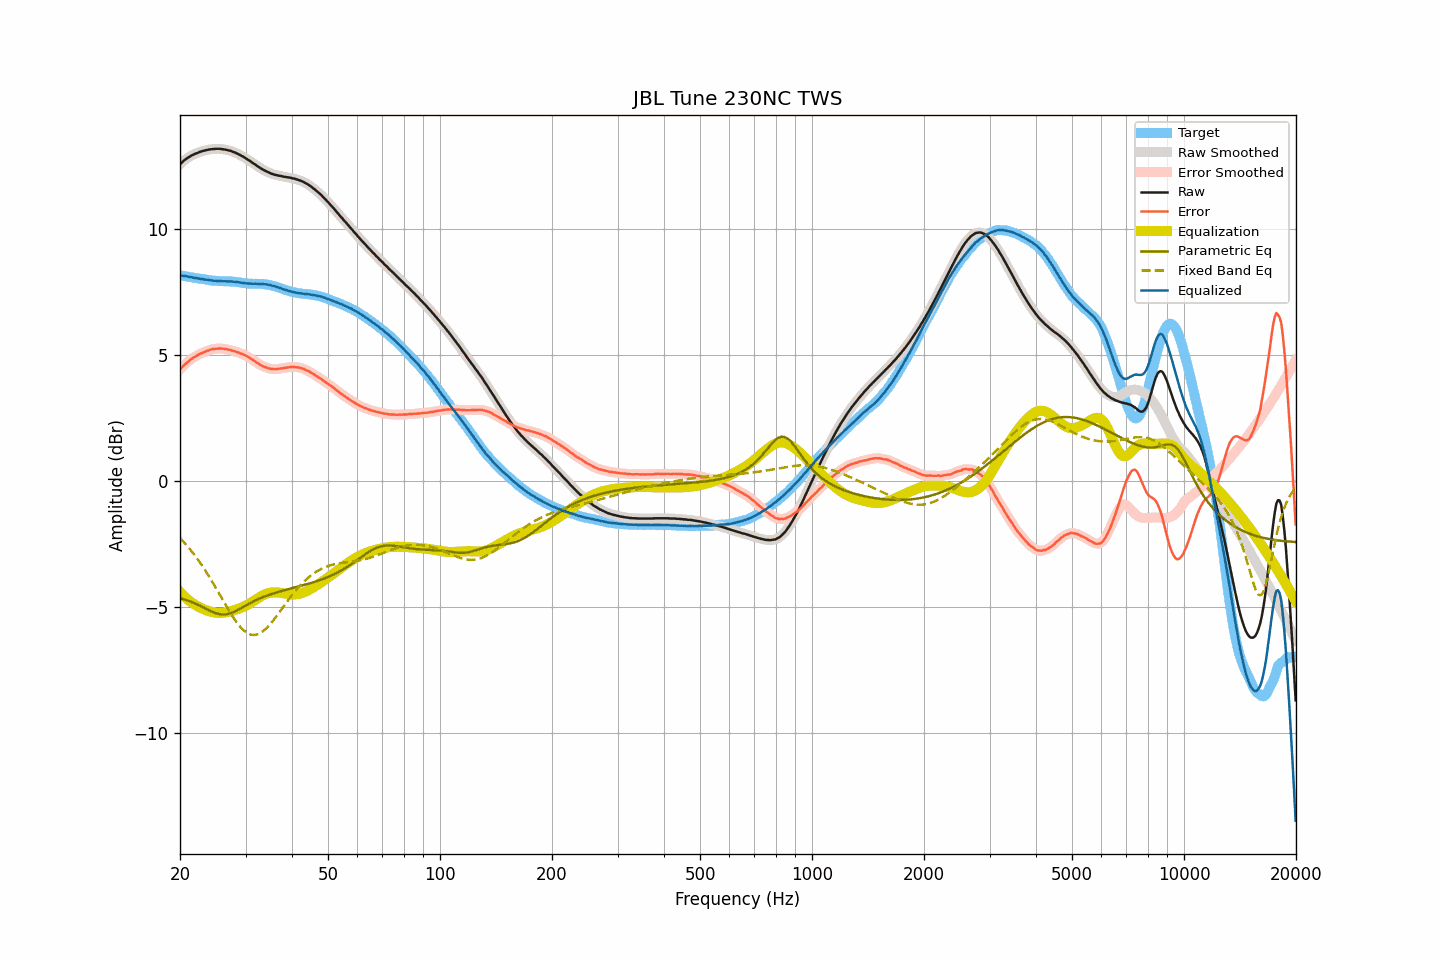 JBL Tune 230NC TWS
Target
Raw Smoothed
Error Smoothed
Raw
Error
Equalization
Parametric Eq
Fixed Band Eq
Equalized
Amplitude (dBr)
10
5
0
−5
−10
20 50 100 200 500 1000 2000 5000 10000 20000
Frequency (Hz)